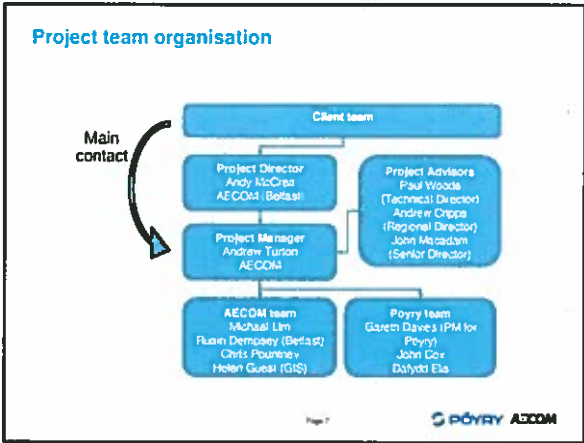 Project team organisation
Client team
Main
contact
Project Director
Andy McCrea
AECOM (Belfast)
Project Advisors
Paul Woods
(Technical Director)
Andrew Cripps
(Regional Director)
John Macadam
(Senior Director)
Project Manager
Andrew Turton
AECOM
AECOM team
Michael Lim
Dempsey (Belfast)
Chris Pountney
Helen Guest (GIS)
Poyry team
Gareth Davies (PM for
Poyry)
John Cox
Dafydd Elis
Page 7
PÖYRY AECOM